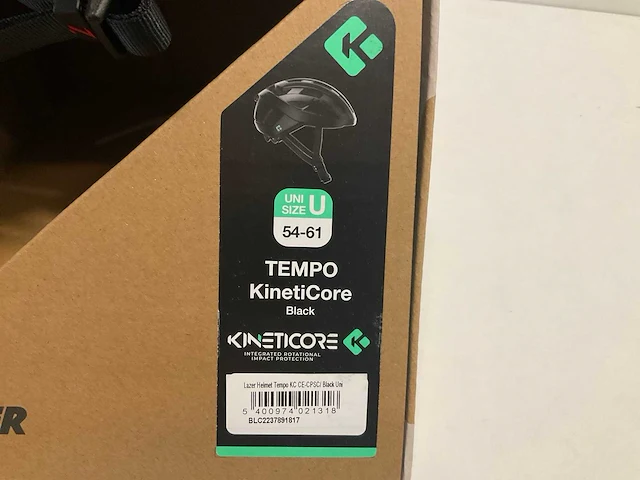 UNI
SIZE U
54-61
TEMPO
KinetiCore
Black
KINETICORE
INTEGRATED ROTATIONAL
IMPACT PROTECTION
Lazer Helmet Tempo KC CE-CPSC/ Black Uni
5 400974 021318
BLC2237891817